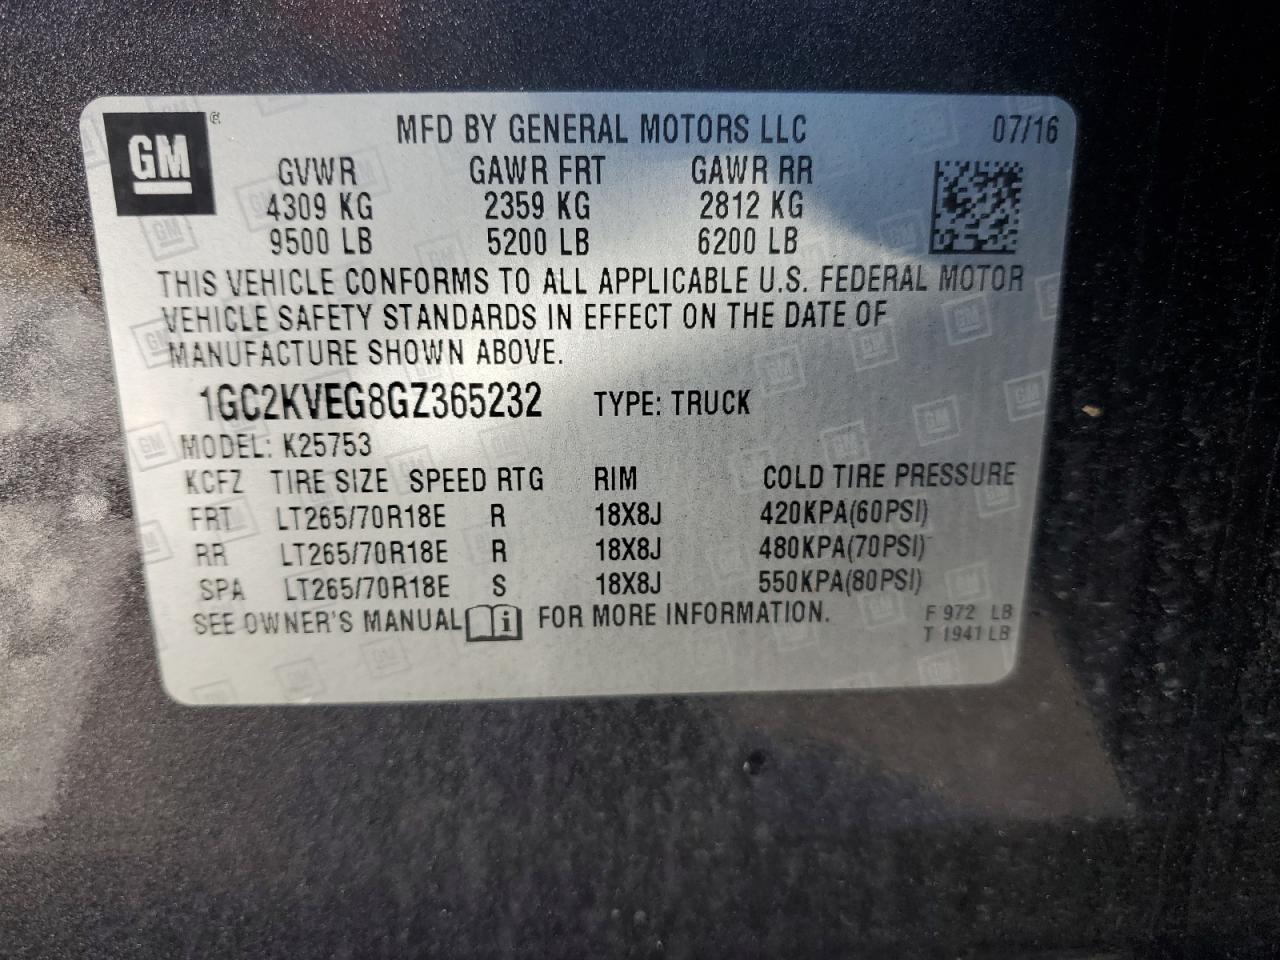 GM
MFD BY GENERAL MOTORS LLC 07/16
GVWR GAWR FRT GAWR RR
4309 KG 2359 KG 2812 KG
9500 LB 5200 LB 6200 LB
THIS VEHICLE CONFORMS TO ALL APPLICABLE U.S. FEDERAL MOTOR
VEHICLE SAFETY STANDARDS IN EFFECT ON THE DATE OF
MANUFACTURE SHOWN ABOVE.
1GC2KVEG8GZ365232 TYPE: TRUCK
MODEL: K25753
KCFZ TIRE SIZE SPEED RTG RIM COLD TIRE PRESSURE
FRT LT265/70R18E R 18X8J 420KPA(60PSI)
RR LT265/70R18E R 18X8J 480KPA(70PSI)
SPA LT265/70R18E S 18X8J 550KPA(80PSI)
SEE OWNER'S MANUAL i FOR MORE INFORMATION.
F 972 LB
T 1941 LB